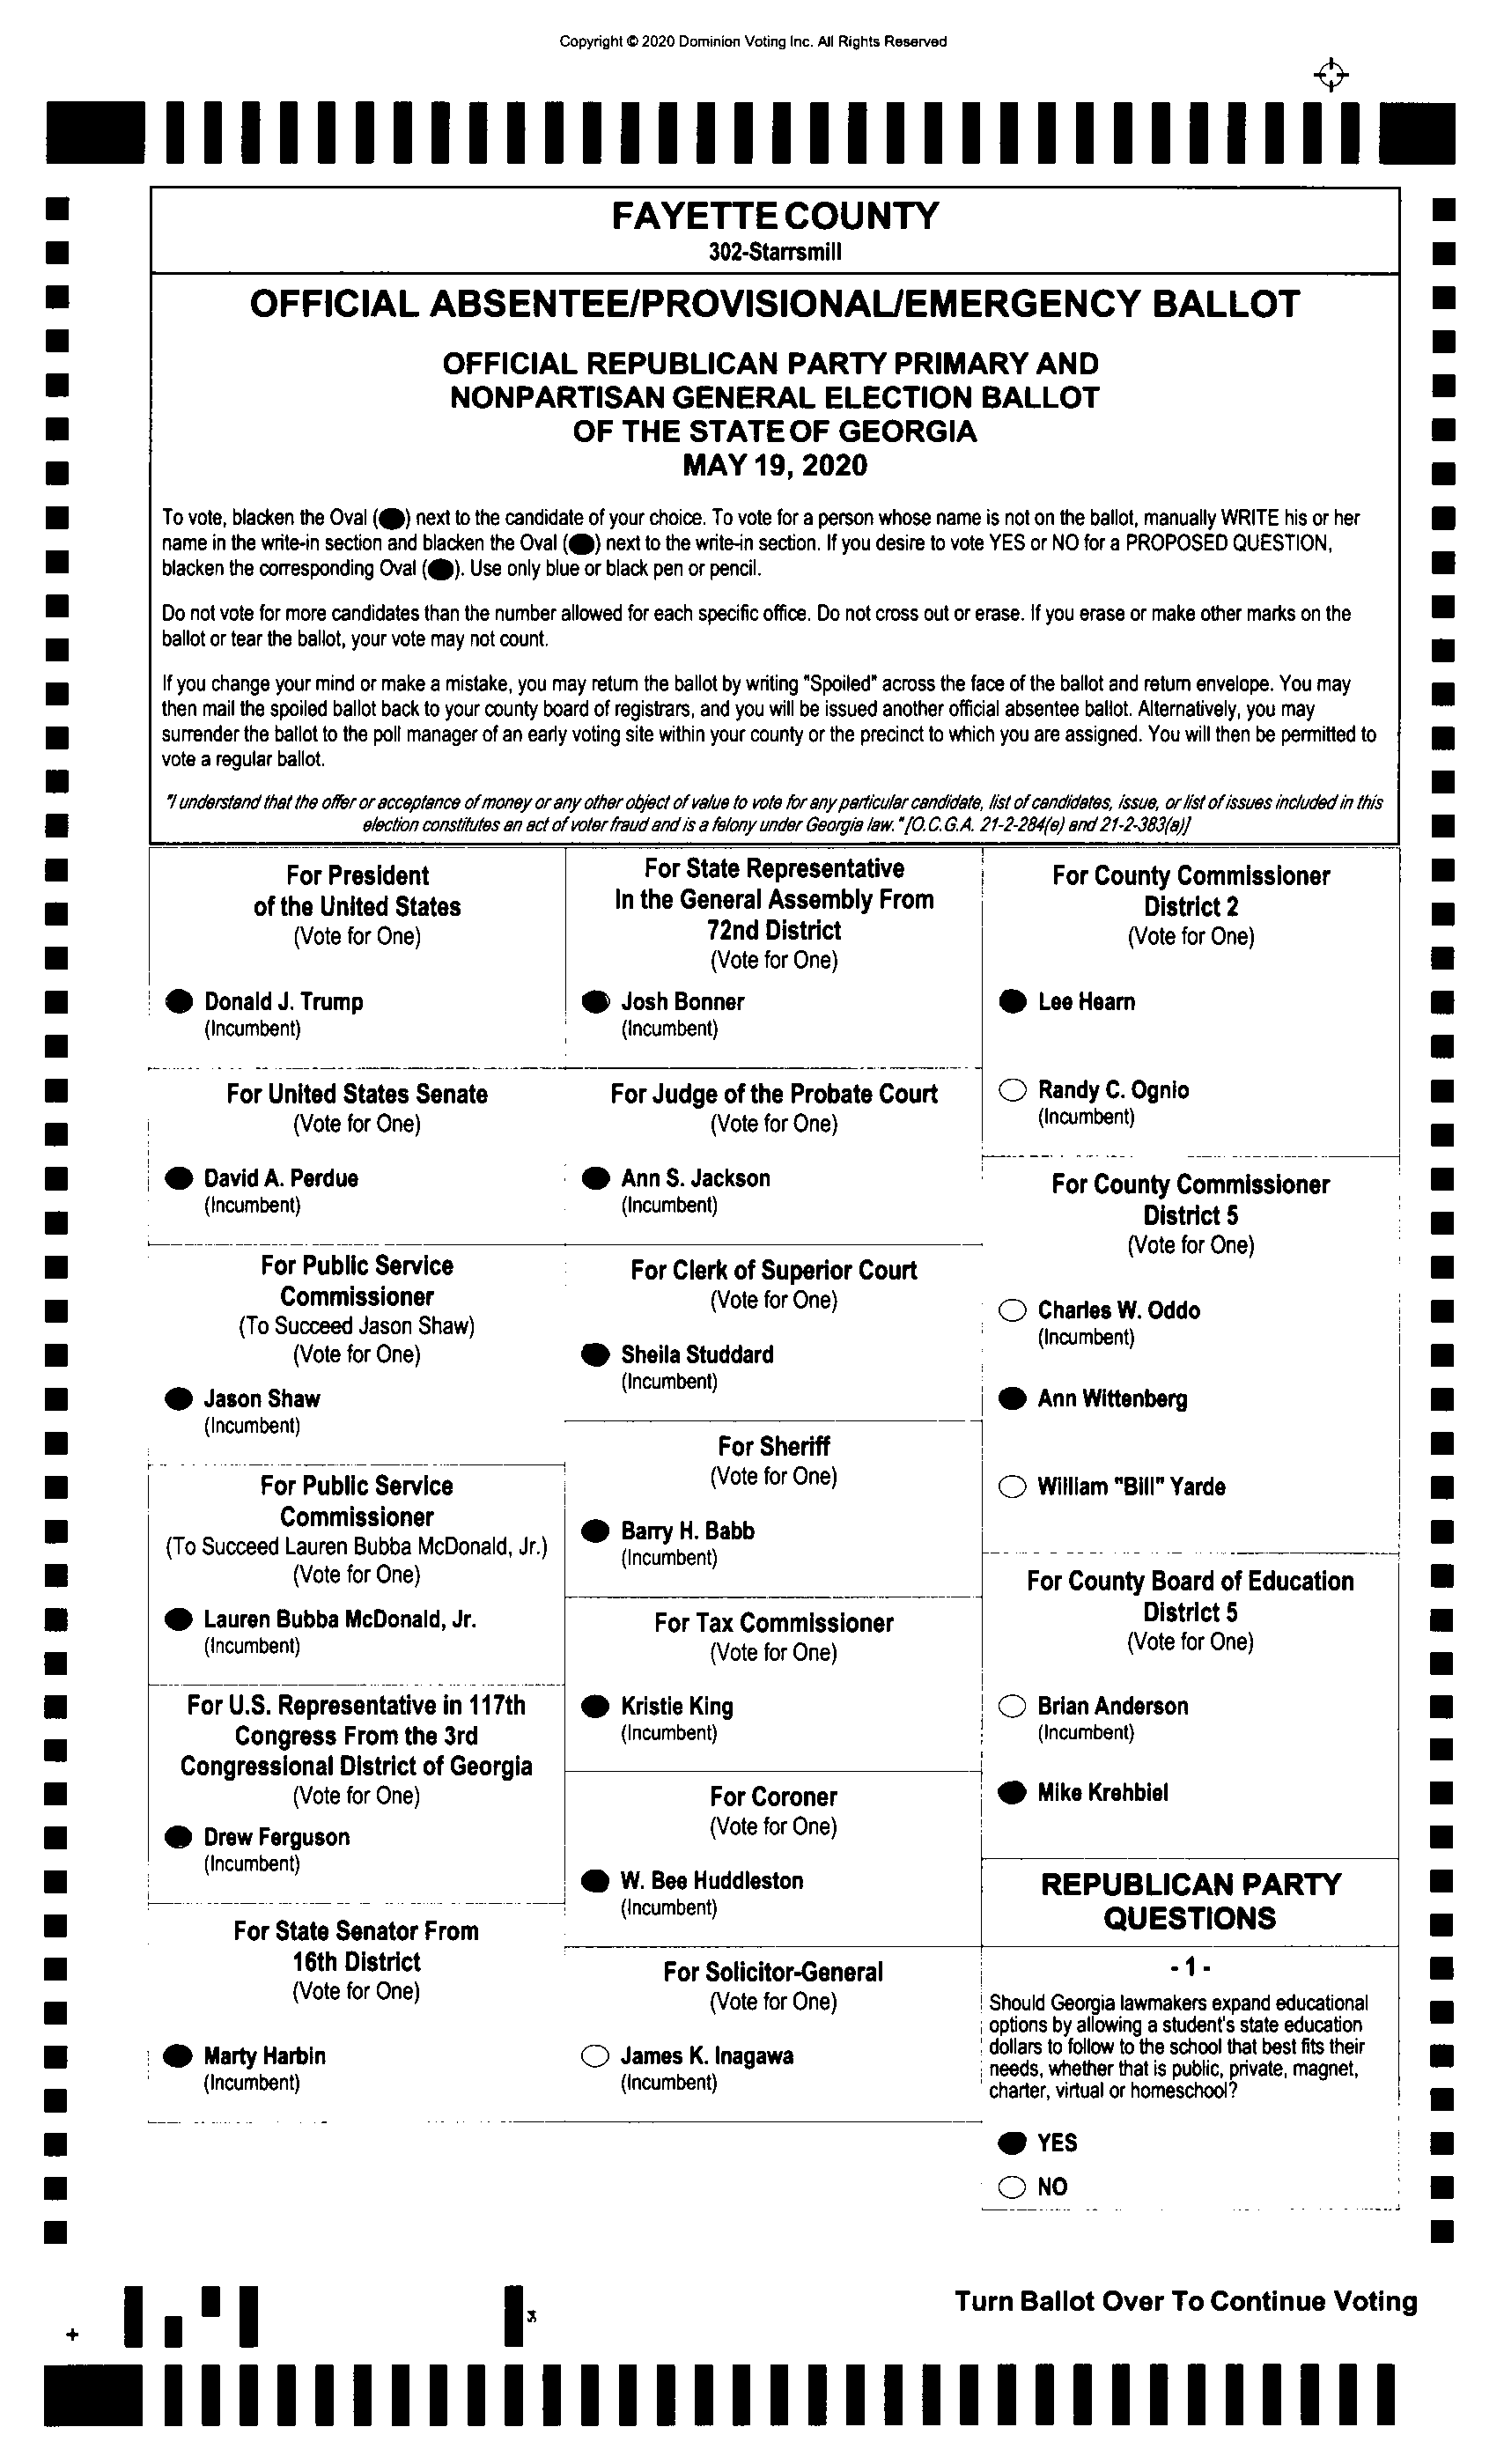 Copyright © 2020 Dominion Voting Inc. All Rights Reserved
FAYETTE COUNTY
302-Starrsmill
OFFICIAL ABSENTEE/PROVISIONAL/EMERGENCY BALLOT
OFFICIAL REPUBLICAN PARTY PRIMARY AND
NONPARTISAN GENERAL ELECTION BALLOT
OF THE STATE OF GEORGIA
MAY 19, 2020
To vote, blacken the Oval (●) next to the candidate of your choice. To vote for a person whose name is not on the ballot, manually WRITE his or her
name in the write-in section and blacken the Oval (●) next to the write-in section. If you desire to vote YES or NO for a PROPOSED QUESTION,
blacken the corresponding Oval (●). Use only blue or black pen or pencil.
Do not vote for more candidates than the number allowed for each specific office. Do not cross out or erase. If you erase or make other marks on the
ballot or tear the ballot, your vote may not count.
If you change your mind or make a mistake, you may return the ballot by writing "Spoiled" across the face of the ballot and return envelope. You may
then mail the spoiled ballot back to your county board of registrars, and you will be issued another official absentee ballot. Alternatively, you may
surrender the ballot to the poll manager of an early voting site within your county or the precinct to which you are assigned. You will then be permitted to
vote a regular ballot.
"I understand that the offer or acceptance of money or any other object of value to vote for any particular candidate, list of candidates, issue, or list of issues included in this
election constitutes an act of voter fraud and is a felony under Georgia law." [O.C.G.A. 21-2-284(e) and 21-2-383(a)]
For President
of the United States
(Vote for One)
Donald J. Trump
(Incumbent)
For United States Senate
(Vote for One)
David A. Perdue
(Incumbent)
For Public Service
Commissioner
(To Succeed Jason Shaw)
(Vote for One)
Jason Shaw
(Incumbent)
For Public Service
Commissioner
(To Succeed Lauren Bubba McDonald, Jr.)
(Vote for One)
Lauren Bubba McDonald, Jr.
(Incumbent)
For U.S. Representative in 117th
Congress From the 3rd
Congressional District of Georgia
(Vote for One)
Drew Ferguson
(Incumbent)
For State Senator From
16th District
(Vote for One)
Marty Harbin
(Incumbent)
For State Representative
In the General Assembly From
72nd District
(Vote for One)
Josh Bonner
(Incumbent)
For Judge of the Probate Court
(Vote for One)
Ann S. Jackson
(Incumbent)
For Clerk of Superior Court
(Vote for One)
Sheila Studdard
(Incumbent)
For Sheriff
(Vote for One)
Barry H. Babb
(Incumbent)
For Tax Commissioner
(Vote for One)
Kristie King
(Incumbent)
For Coroner
(Vote for One)
W. Bee Huddleston
(Incumbent)
For Solicitor-General
(Vote for One)
James K. Inagawa
(Incumbent)
For County Commissioner
District 2
(Vote for One)
Lee Hearn
Randy C. Ognio
(Incumbent)
For County Commissioner
District 5
(Vote for One)
Charles W. Oddo
(Incumbent)
Ann Wittenberg
William "Bill" Yarde
For County Board of Education
District 5
(Vote for One)
Brian Anderson
(Incumbent)
Mike Krehbiel
REPUBLICAN PARTY
QUESTIONS
- 1 -
Should Georgia lawmakers expand educational
options by allowing a student's state education
dollars to follow to the school that best fits their
needs, whether that is public, private, magnet,
charter, virtual or homeschool?
YES
NO
Turn Ballot Over To Continue Voting